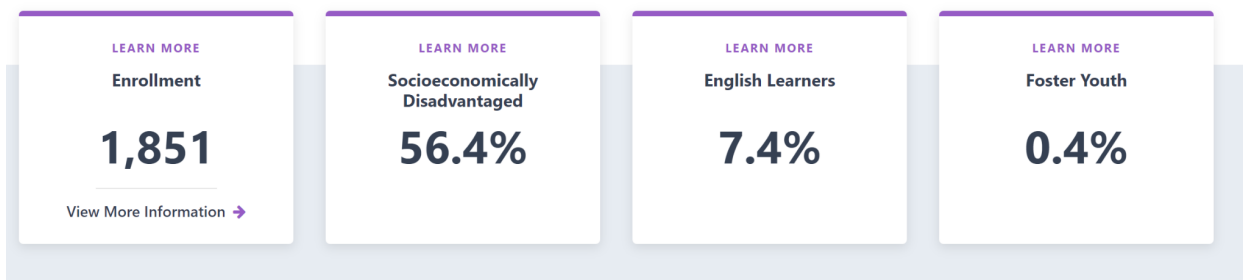 LEARN MORE
Enrollment
1,851
View More Information
LEARN MORE
Socioeconomically
Disadvantaged
56.4%
LEARN MORE
English Learners
7.4%
LEARN MORE
Foster Youth
0.4%